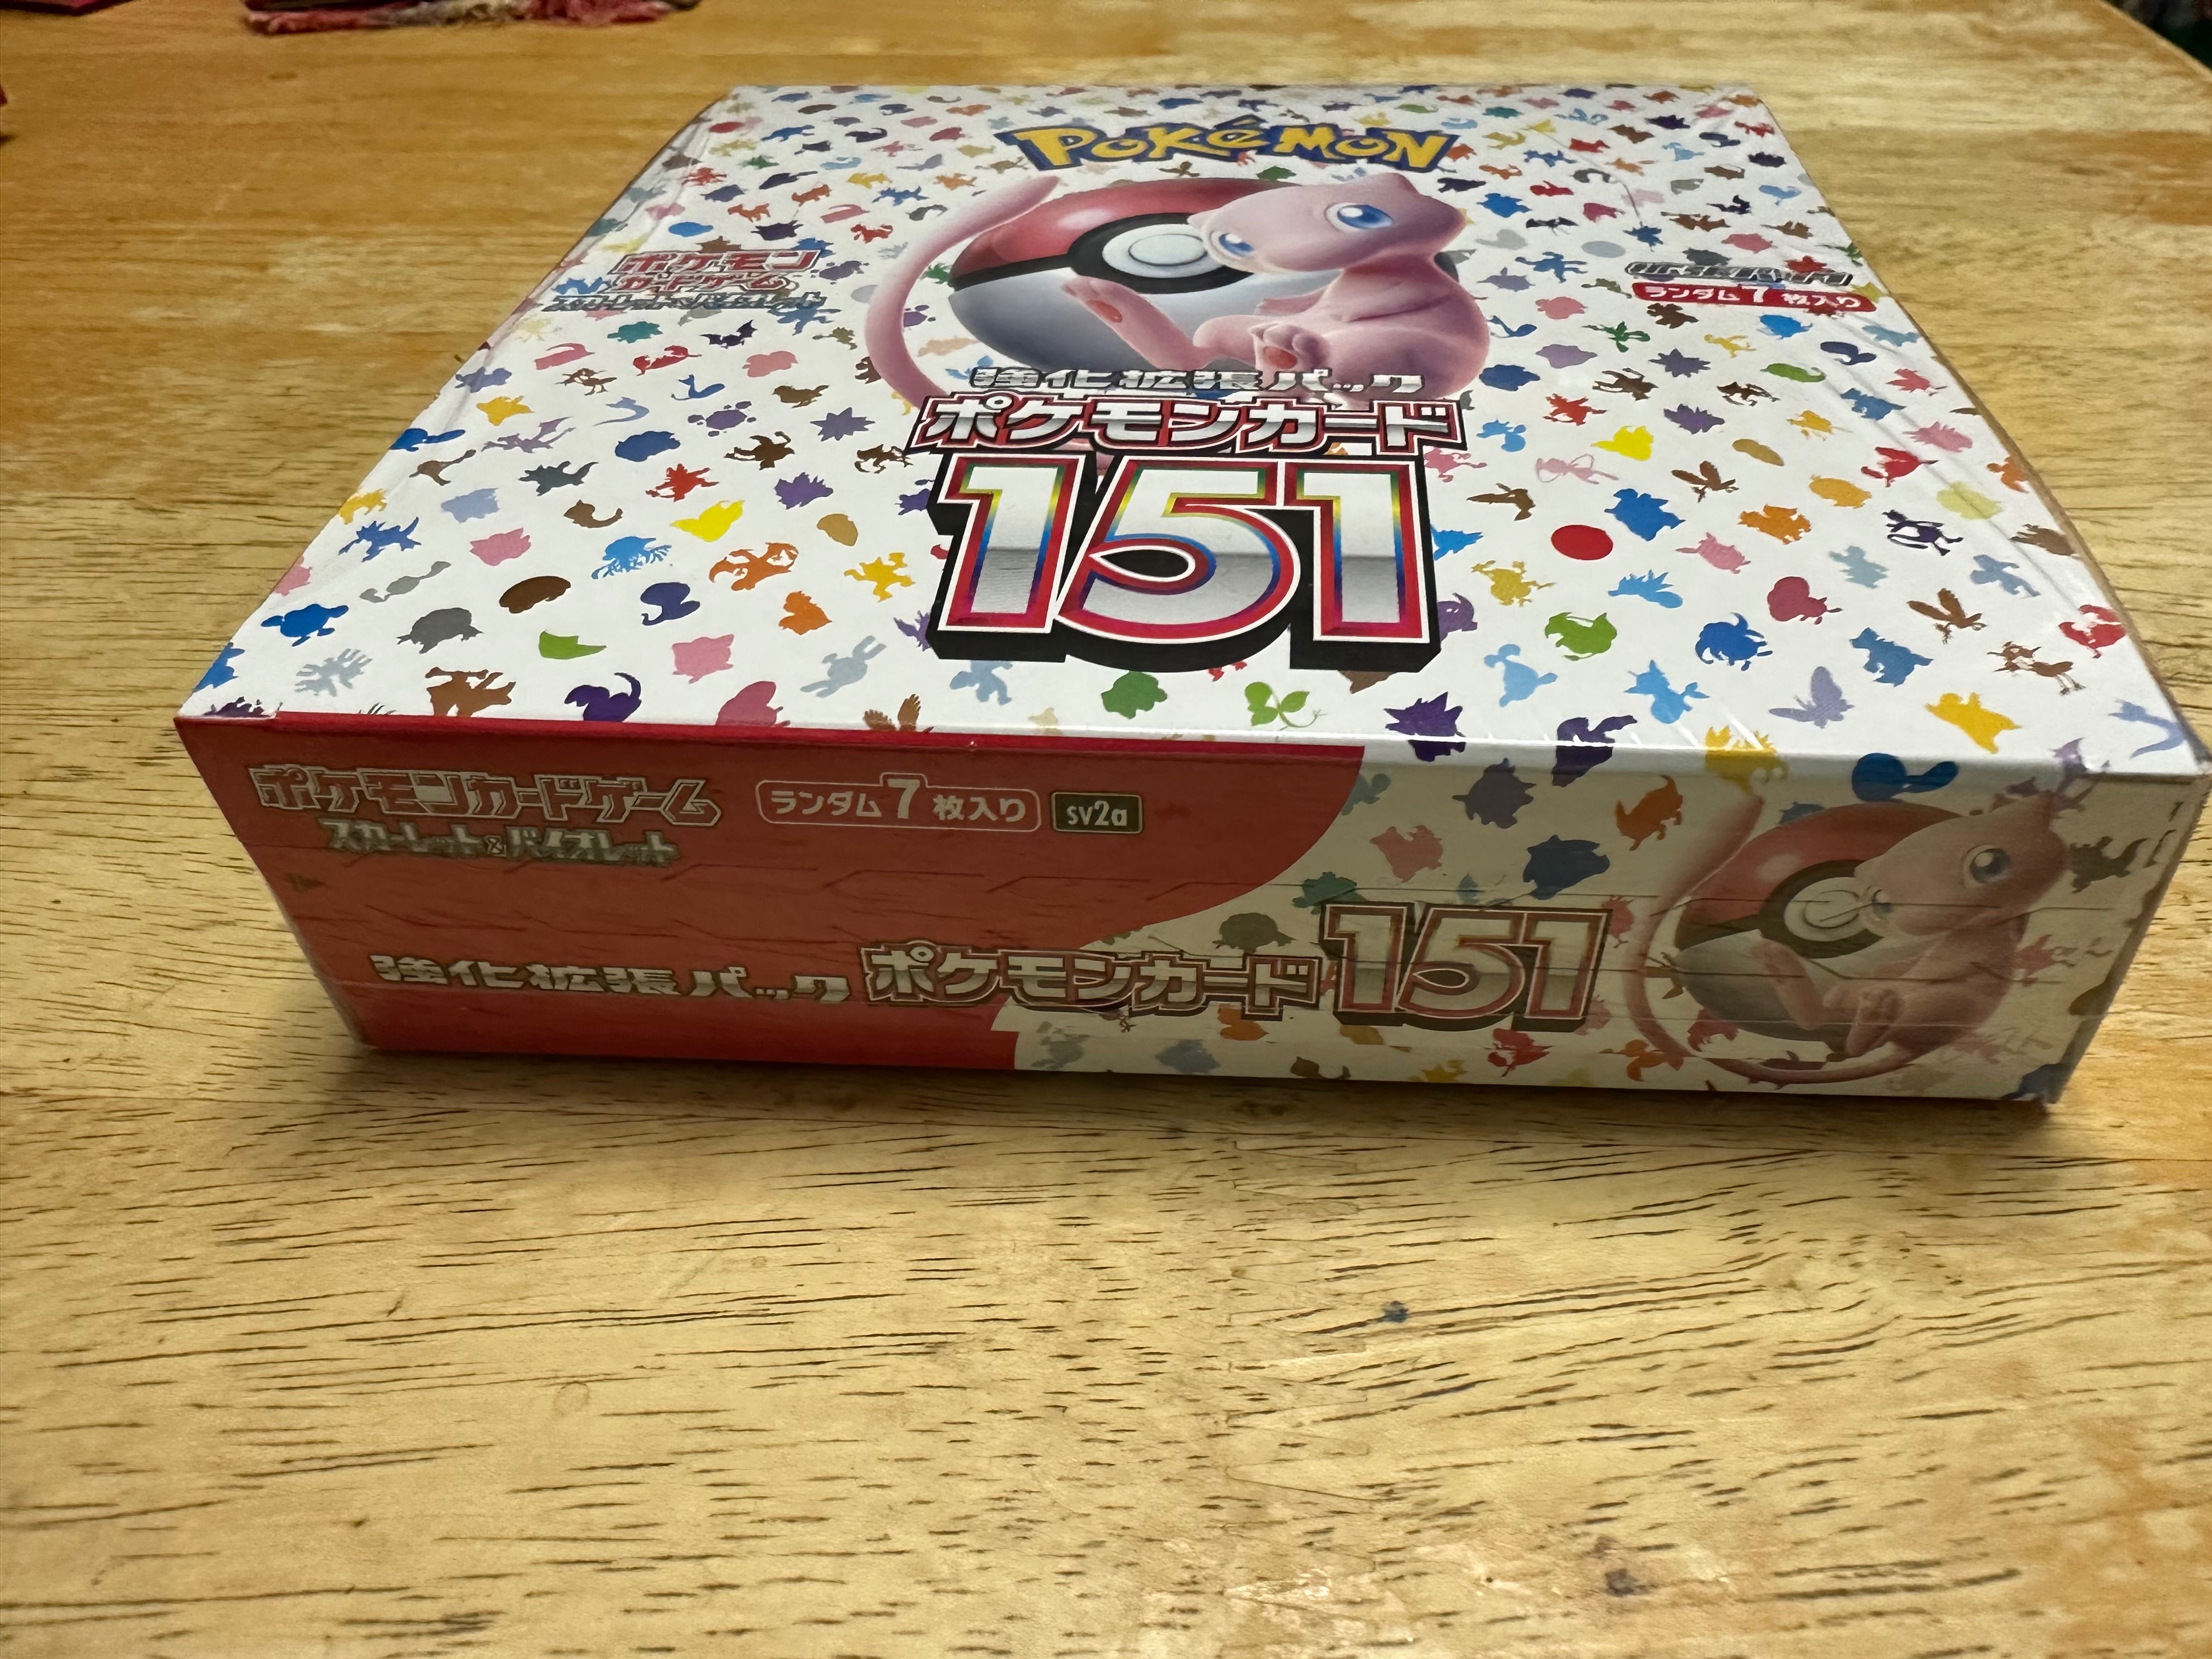 POKÉMON
ポケモン
カードゲーム
スカーレット&バイオレット
ランダム7枚入り
強化拡張パック
ポケモンカード
151
ポケモンカードゲーム
スカーレット&バイオレット
ランダム7枚入り
sv2a
強化拡張パック ポケモンカード151